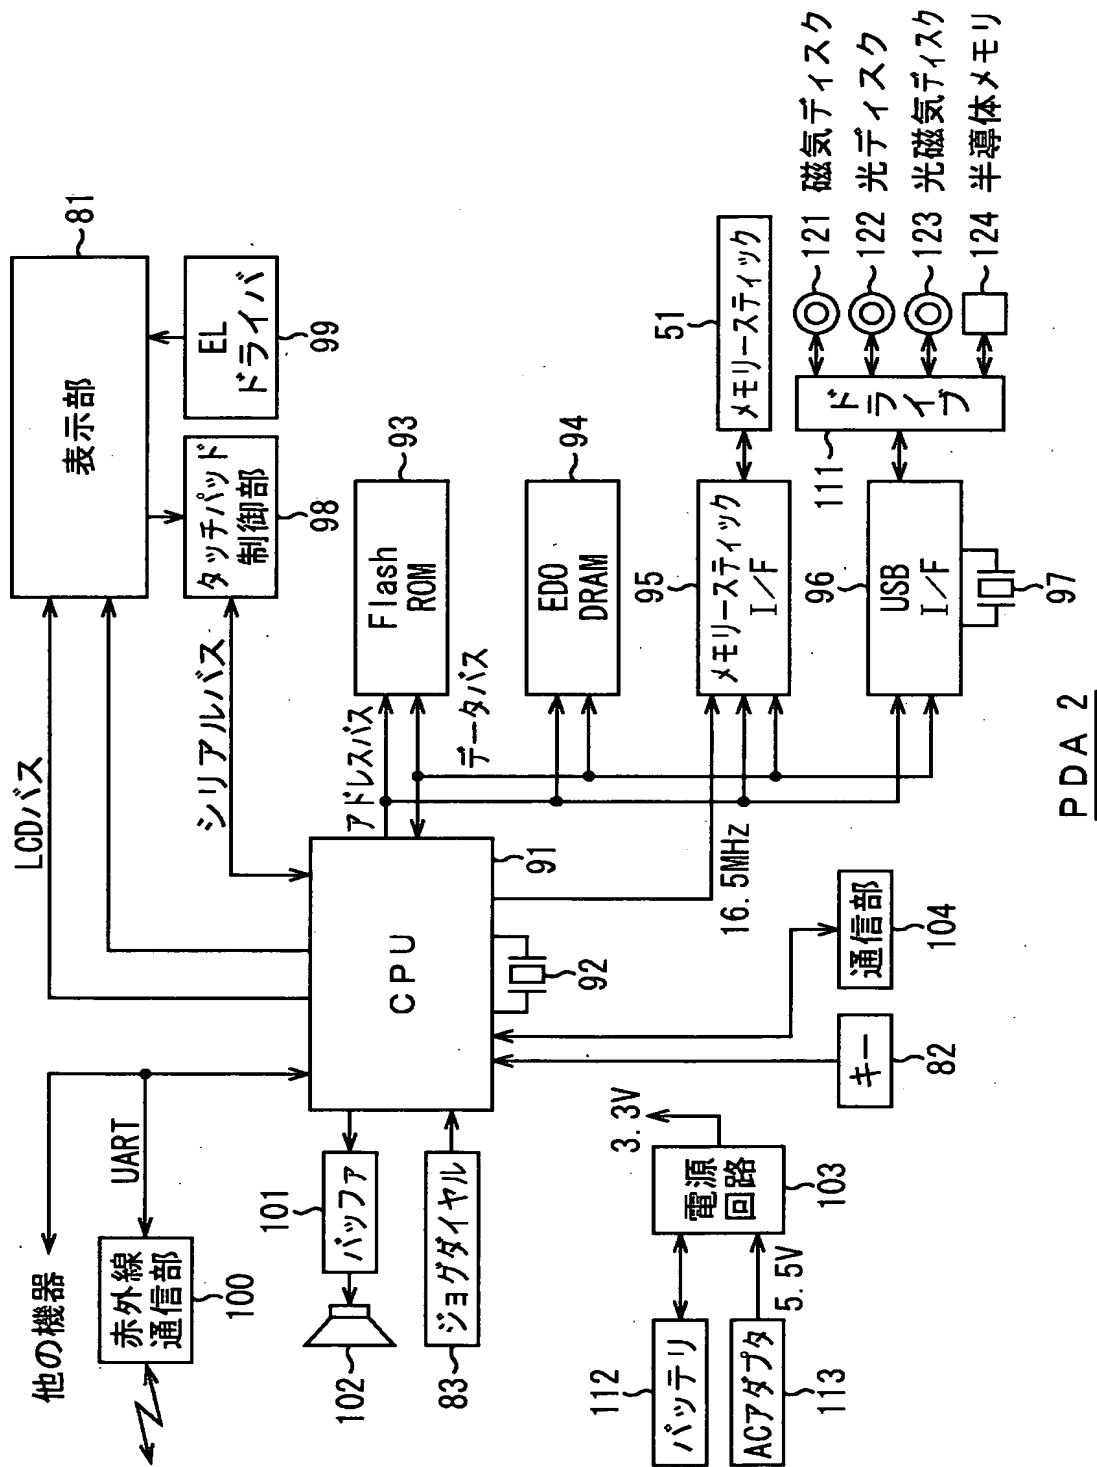 他の機器
赤外線
通信部
100
UART
LCDバス
シリアルバス
表示部
81
タッチパッド
制御部
98
EL
ドライバ
99
102
バッファ
101
ジョグダイヤル
83
CPU
91
92
アドレスバス
データバス
Flash
ROM
93
EDO
DRAM
94
16.5MHz
メモリースティック
I/F
95
メモリースティック
51
USB
I/F
96
97
ドライブ
111
121 磁気ディスク
122 光ディスク
123 光磁気ディスク
124 半導体メモリ
バッテリ
112
ACアダプタ
113
5.5V
電源
回路
103
3.3V
キー
82
通信部
104
PDA 2